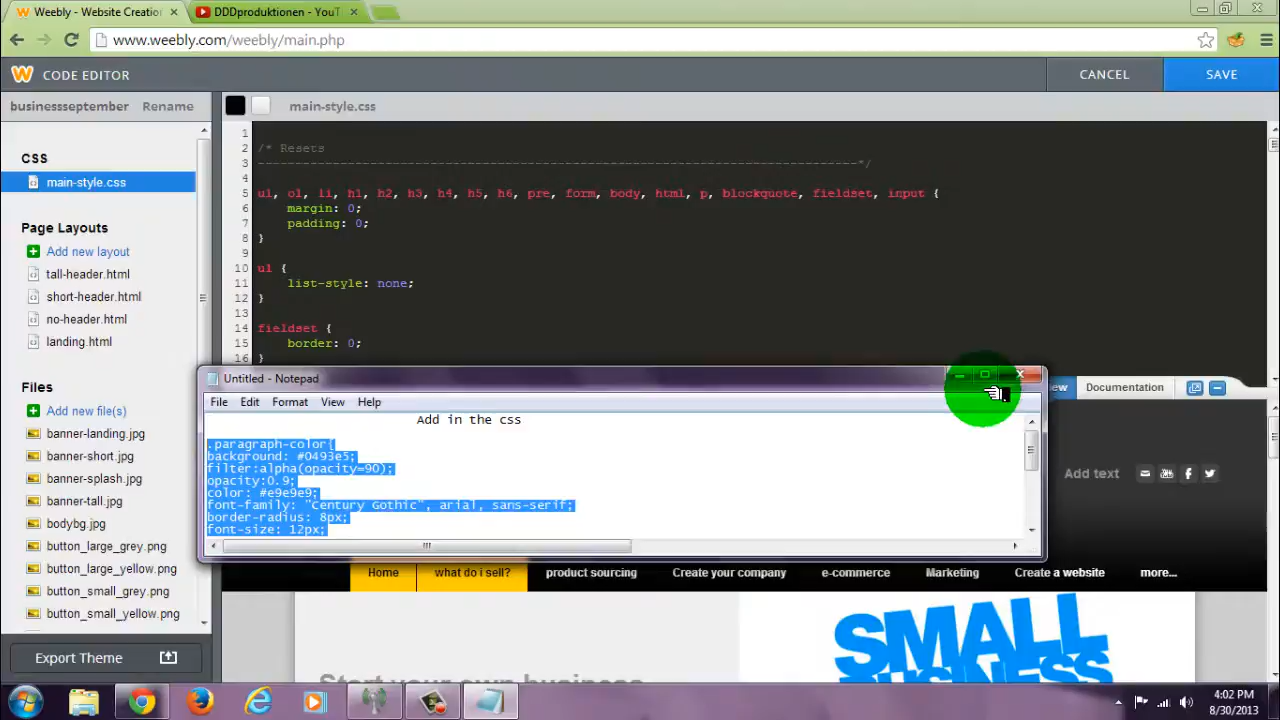 Weebly - Website Creation
DDDproduktionen - YouT
www.weebly.com/weebly/main.php
CODE EDITOR
CANCEL
SAVE
businessseptember
Rename
main-style.css
CSS
main-style.css
Page Layouts
Add new layout
tall-header.html
short-header.html
no-header.html
landing.html
Files
Add new file(s)
banner-landing.jpg
banner-short.jpg
banner-splash.jpg
banner-tall.jpg
bodybg.jpg
button_large_grey.png
button_large_yellow.png
button_small_grey.png
button_small_yellow.png
Export Theme
1
2 /* Resets
3 --------------------------------------------------------------------------------*/
4
5 ul, ol, li, h1, h2, h3, h4, h5, h6, pre, form, body, html, p, blockquote, fieldset, input {
6 margin: 0;
7 padding: 0;
8 }
9
10 ul {
11 list-style: none;
12 }
13
14 fieldset {
15 border: 0;
16 }
Untitled - Notepad
File Edit Format View Help
Add in the css
.paragraph-color{
background: #0493e5;
filter:alpha(opacity=90);
opacity:0.9;
color: #e9e9e9;
font-family: "Century Gothic", arial, sans-serif;
border-radius: 8px;
font-size: 12px;
Documentation
Add text
Home
what do i sell?
product sourcing
Create your company
e-commerce
Marketing
Create a website
more...
Start your own business
SMALL
BUSINESS
4:02 PM
8/30/2013